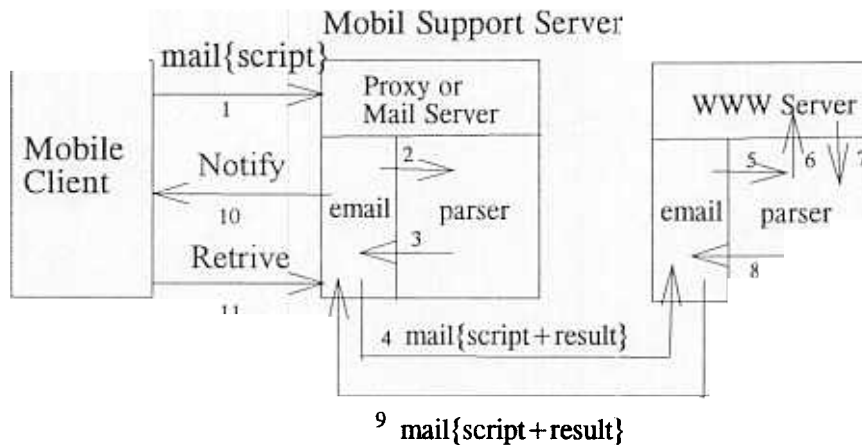 Mobil Support Server
mail{script}
1
Proxy or
Mail Server
WWW Server
Mobile
Client
Notify
10
2
5
6
7
email
parser
email
parser
3
8
Retrive
11
4 mail{script+result}
9 mail{script+result}